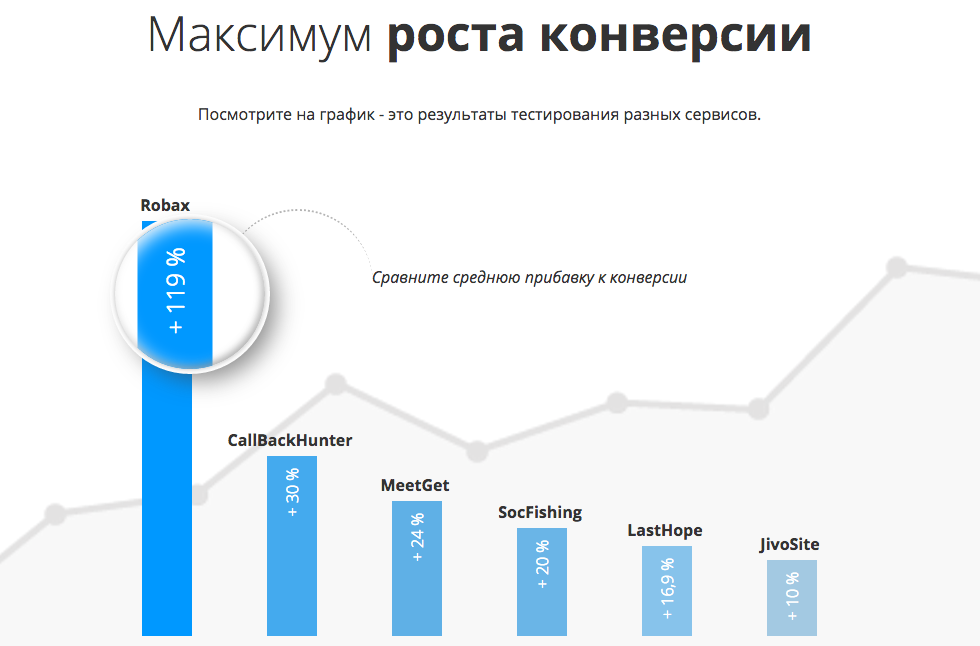 Максимум роста конверсии
Посмотрите на график - это результаты тестирования разных сервисов.
Robax
+ 119 %
Сравните среднюю прибавку к конверсии
CallBackHunter
+ 30 %
MeetGet
+ 24 %
SocFishing
+ 20 %
LastHope
+ 16,9 %
JivoSite
+ 10 %